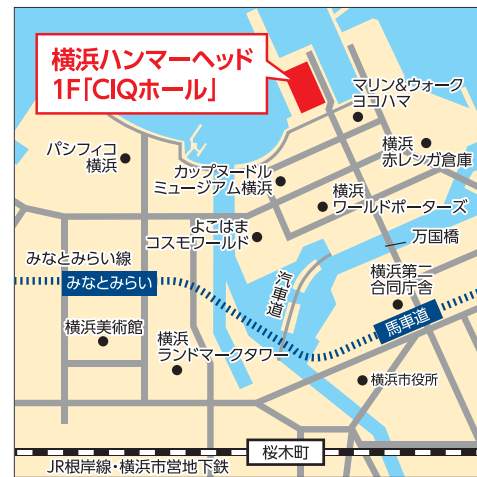 横浜ハンマーヘッド
1F「CIQホール」
マリン&ウォーク
ヨコハマ
横浜
赤レンガ倉庫
パシフィコ
横浜
カップヌードル
ミュージアム横浜
横浜
ワールドポーターズ
よこはま
コスモワールド
万国橋
みなとみらい線
みなとみらい
汽車道
横浜第二
合同庁舎
馬車道
横浜美術館
横浜
ランドマークタワー
横浜市役所
桜木町
JR根岸線・横浜市営地下鉄